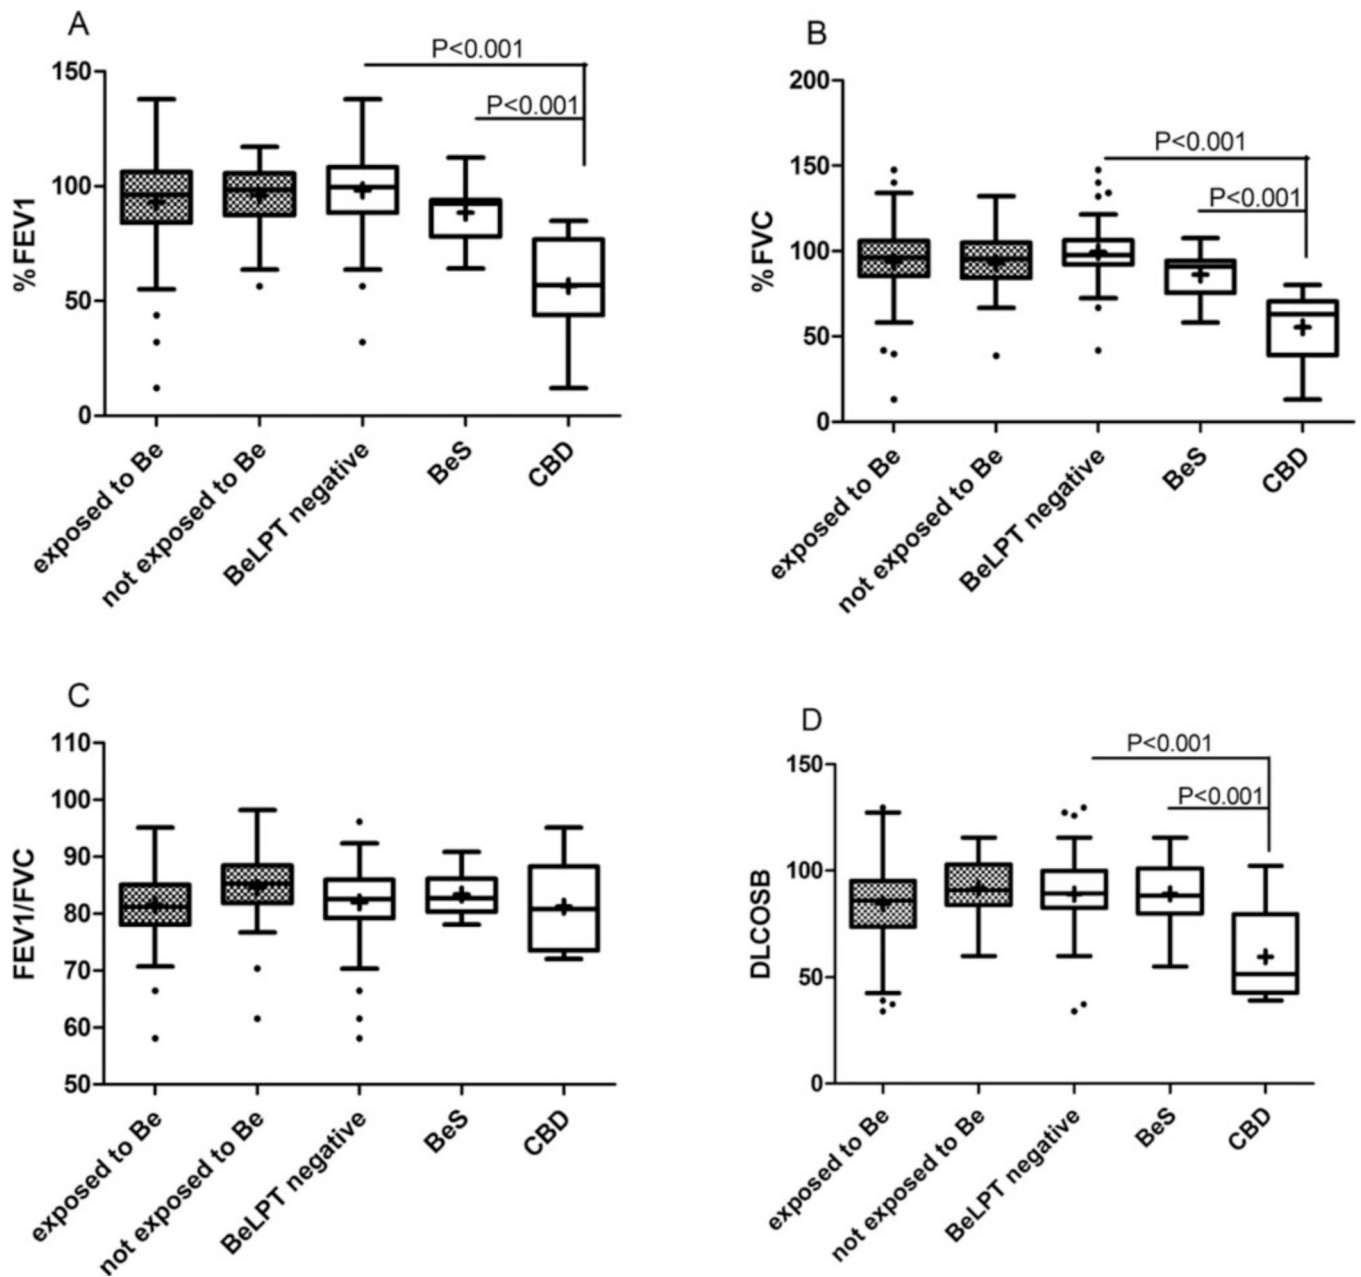 A
P<0.001
P<0.001
150
100
50
0
%FEV1
exposed to Be
not exposed to Be
BeLPT negative
BeS
CBD
B
P<0.001
P<0.001
200
150
100
50
0
%FVC
exposed to Be
not exposed to Be
BeLPT negative
BeS
CBD
C
110
100
90
80
70
60
50
FEV1/FVC
exposed to Be
not exposed to Be
BeLPT negative
BeS
CBD
D
P<0.001
P<0.001
150
100
50
0
DLCOSB
exposed to Be
not exposed to Be
BeLPT negative
BeS
CBD